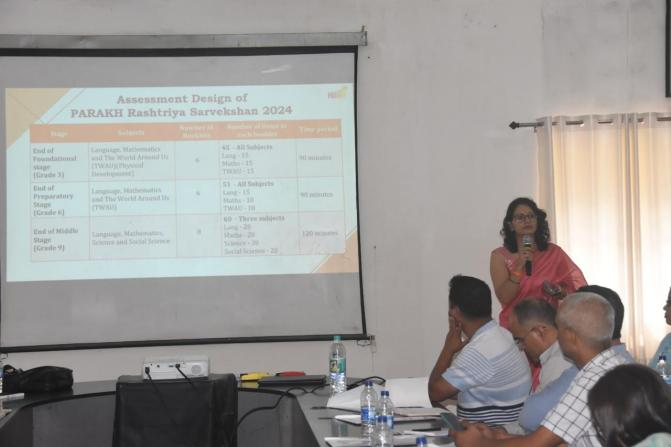 Assessment Design of
PARAKH Rashtriya Sarvekshan 2024
Stage
Subjects
Number of
Booklets
Number of items in
each booklet
Time period
End of
Foundational
stage
(Grade 3)
Language, Mathematics
and The World Around Us
(TWAU)(Physical
Development)
6
45 - All Subjects
Lang - 15
Maths - 15
TWAU - 15
90 minutes
End of
Preparatory
Stage
(Grade 6)
Language, Mathematics
and The World Around Us
(TWAU)
6
51 - All Subjects
Lang - 15
Maths - 18
TWAU - 18
90 minutes
End of Middle
Stage
(Grade 9)
Language, Mathematics,
Science and Social Science
8
60 - Three subjects
Lang - 20
Maths - 20
Science - 20
Social Science - 20
120 minutes